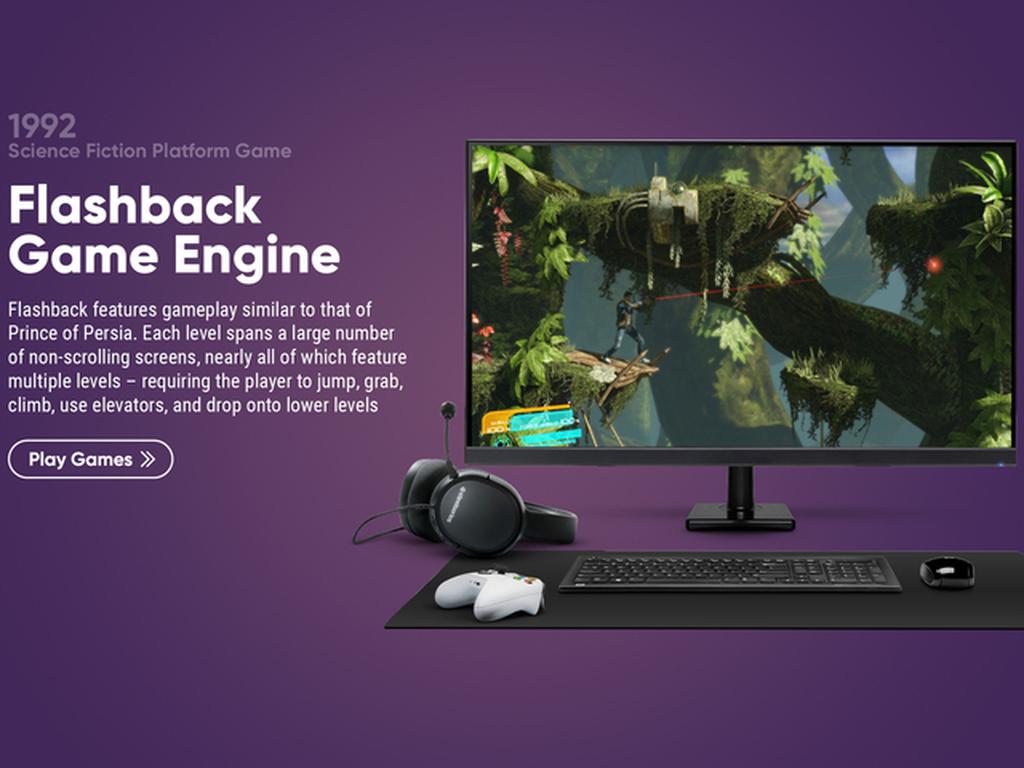 1992
Science Fiction Platform Game
Flashback
Game Engine
Flashback features gameplay similar to that of
Prince of Persia. Each level spans a large number
of non-scrolling screens, nearly all of which feature
multiple levels – requiring the player to jump, grab,
climb, use elevators, and drop onto lower levels
Play Games